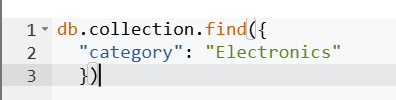 1 db.collection.find({
2   "category": "Electronics"
3   })